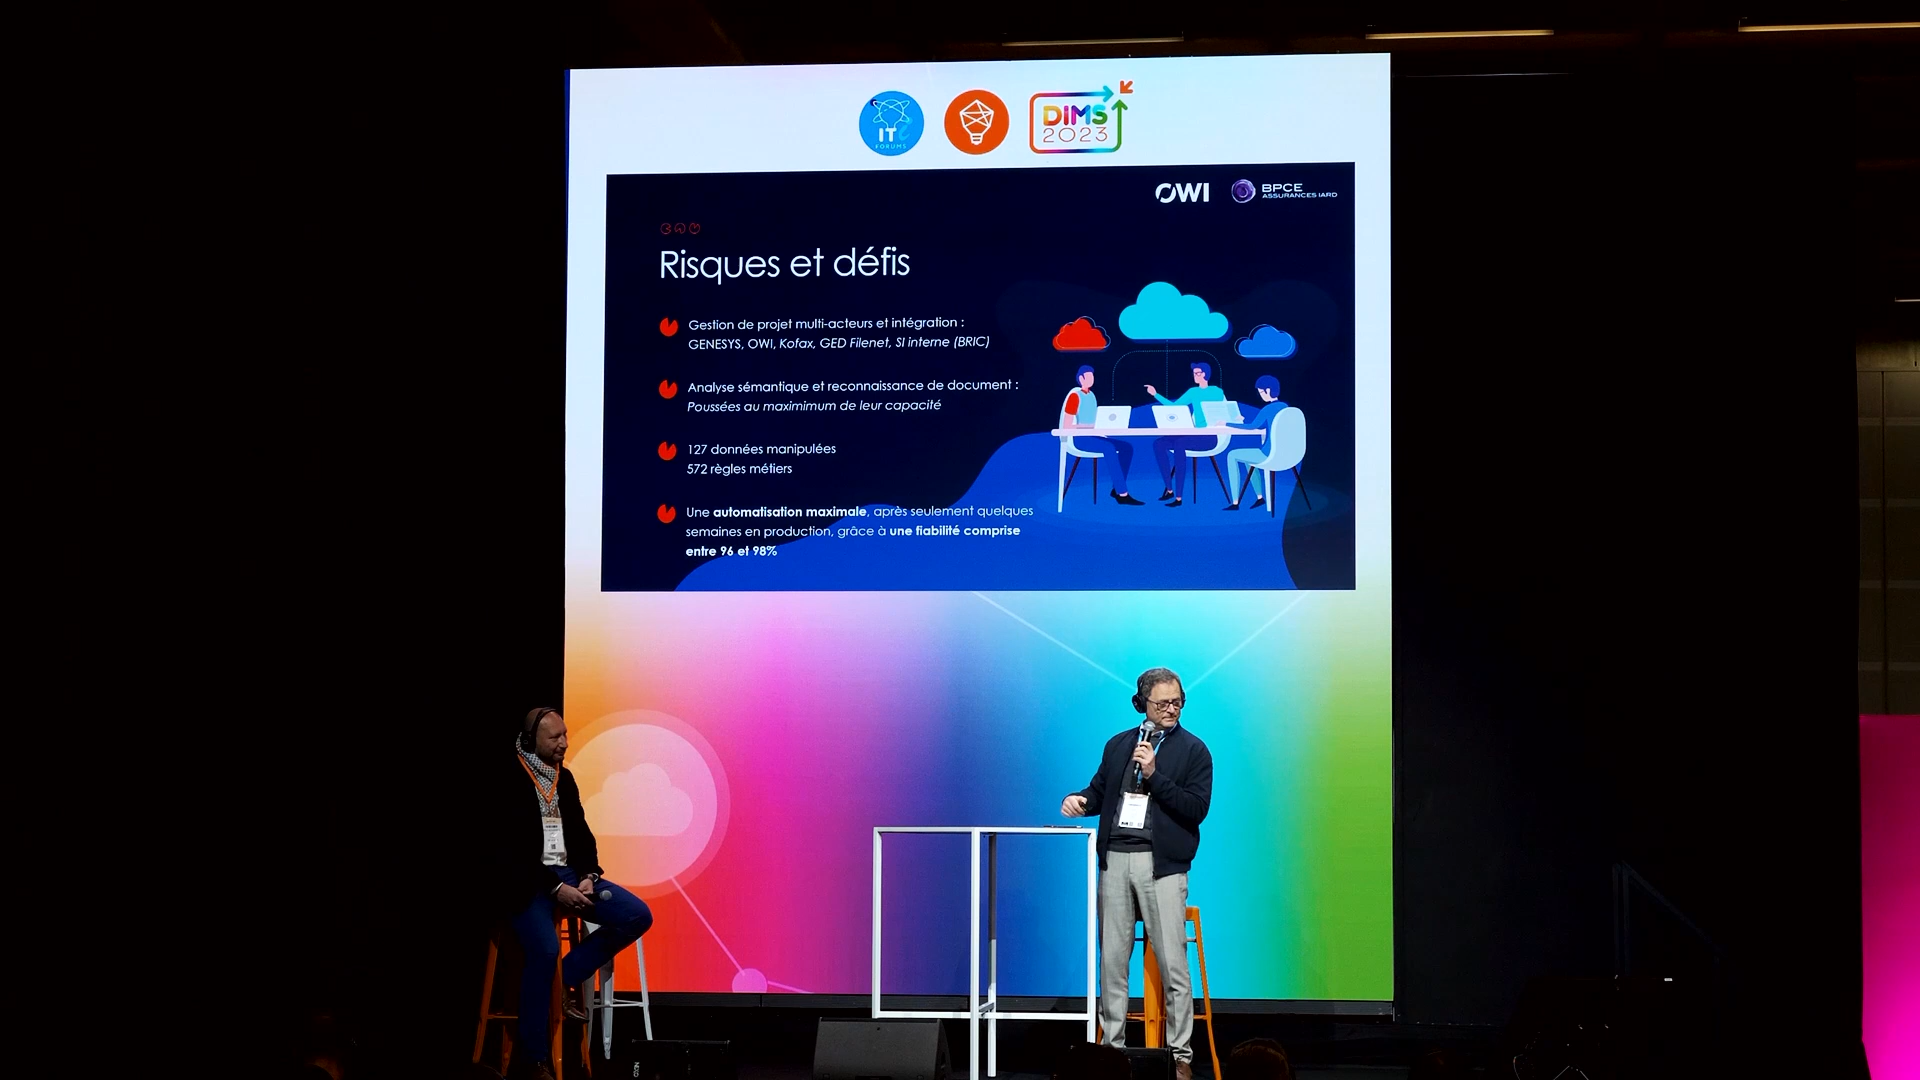 IT
FORUMS
DIMS
2023
OWI
BPCE
ASSURANCES IARD
Risques et défis
Gestion de projet multi-acteurs et intégration :
GENESYS, OWI, Kofax, GED Filenet, SI interne (BRIC)
Analyse sémantique et reconnaissance de document :
Poussées au maximimum de leur capacité
127 données manipulées
572 règles métiers
Une automatisation maximale, après seulement quelques
semaines en production, grâce à une fiabilité comprise
entre 96 et 98%